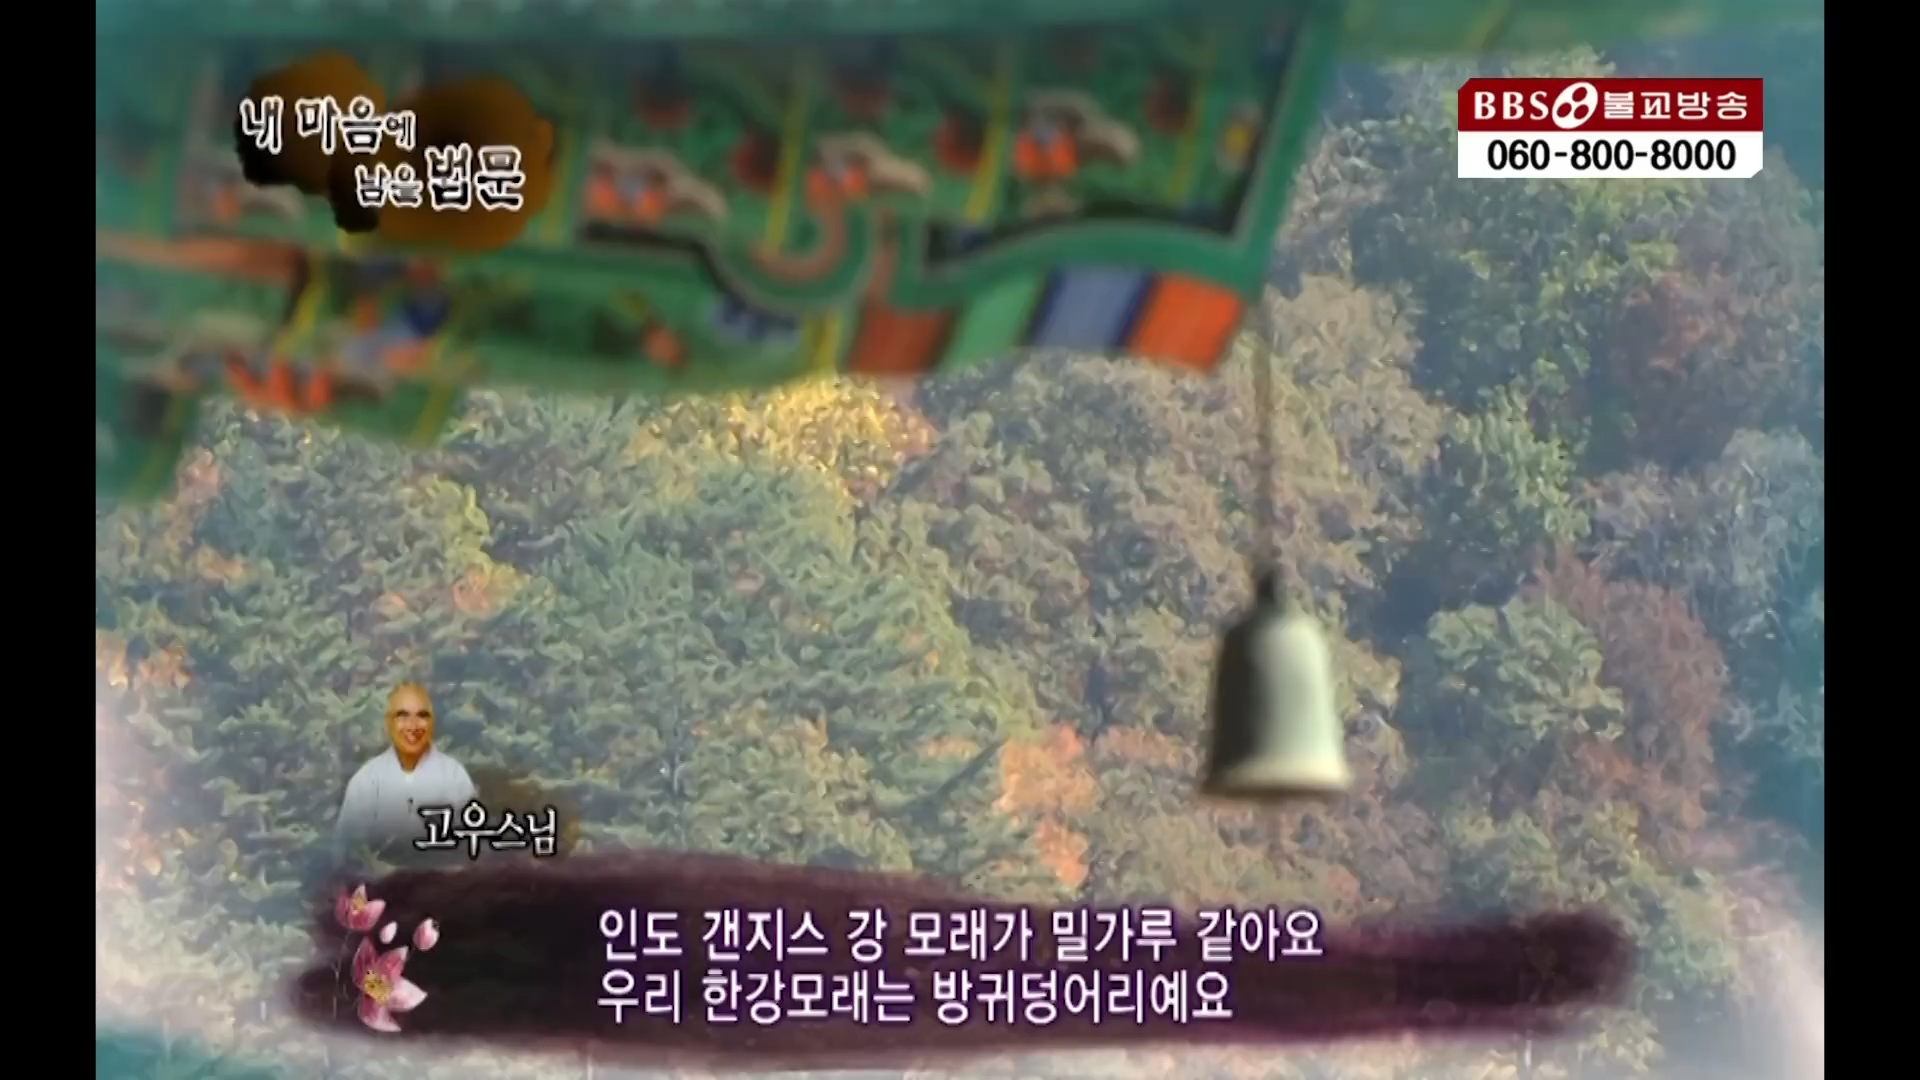 내 마음에
남은 법문
BBS 불교방송
060-800-8000
고우스님
인도 갠지스 강 모래가 밀가루 같아요
우리 한강모래는 방귀덩어리예요